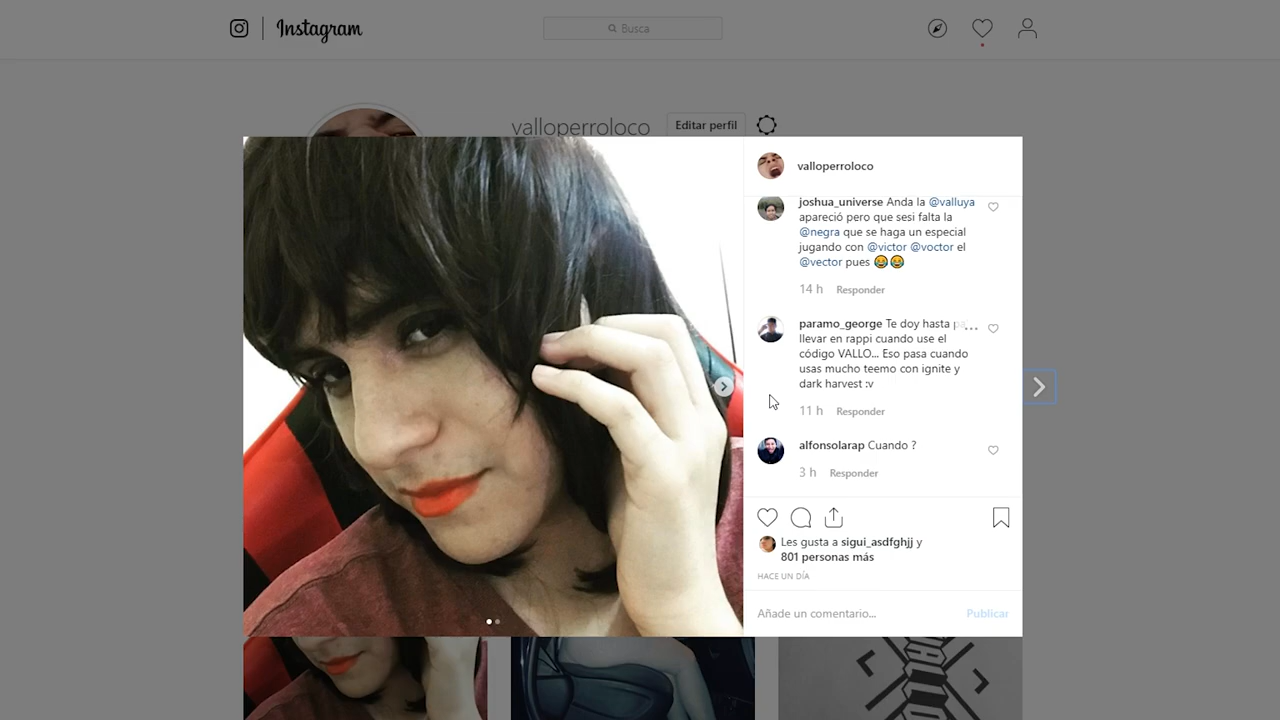 Instagram
Busca
valloperroloco
Editar perfil
valloperroloco
joshua_universe Anda la @valluya
apareció pero que sesi falta la
@negra que se haga un especial
jugando con @victor @voctor el
@vector pues 😂😂
14 h Responder
paramo_george Te doy hasta
llevar en rappi cuando use el
código VALLO... Eso pasa cuando
usas mucho teemo con ignite y
dark harvest :v
11 h Responder
alfonsolarap Cuando ?
3 h Responder
Les gusta a sigui_asdfghjj y
801 personas más
HACE UN DÍA
Añade un comentario...
Publicar